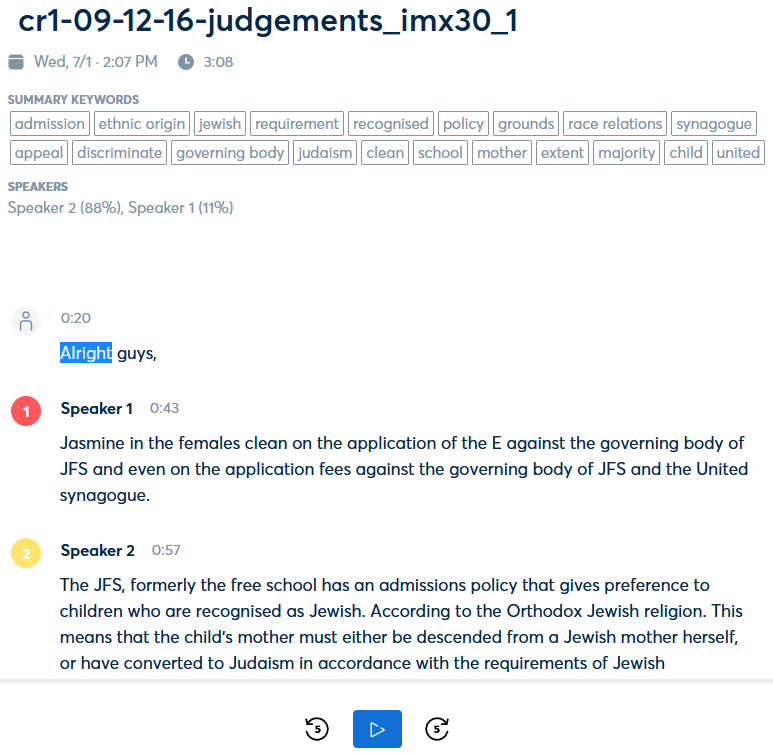 cr1-09-12-16-judgements_imx30_1
Wed, 7/1 · 2:07 PM 3:08
SUMMARY KEYWORDS
admission ethnic origin jewish requirement recognised policy grounds race relations synagogue
appeal discriminate governing body judaism clean school mother extent majority child united
SPEAKERS
Speaker 2 (88%), Speaker 1 (11%)
0:20
Alright guys,
1 Speaker 1 0:43
Jasmine in the females clean on the application of the E against the governing body of
JFS and even on the application fees against the governing body of JFS and the United
synagogue.
2 Speaker 2 0:57
The JFS, formerly the free school has an admissions policy that gives preference to
children who are recognised as Jewish. According to the Orthodox Jewish religion. This
means that the child's mother must either be descended from a Jewish mother herself,
or have converted to Judaism in accordance with the requirements of Jewish
5 5